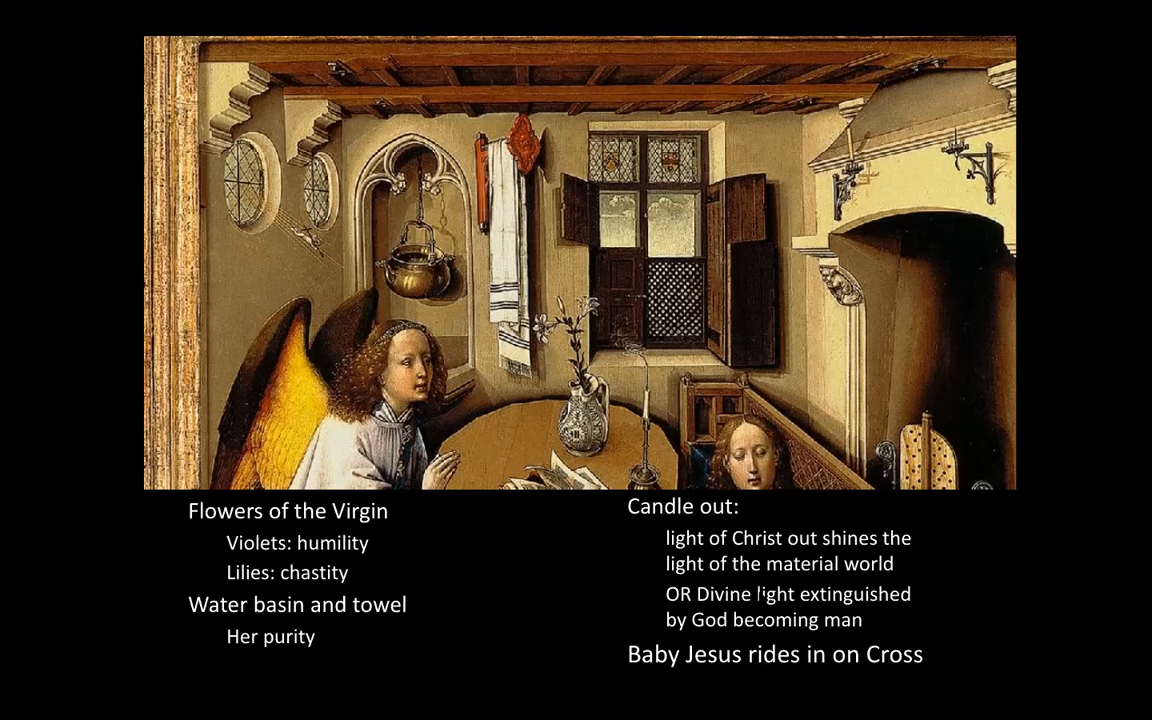 Flowers of the Virgin
Violets: humility
Lilies: chastity
Water basin and towel
Her purity
Candle out:
light of Christ out shines the
light of the material world
OR Divine light extinguished
by God becoming man
Baby Jesus rides in on Cross